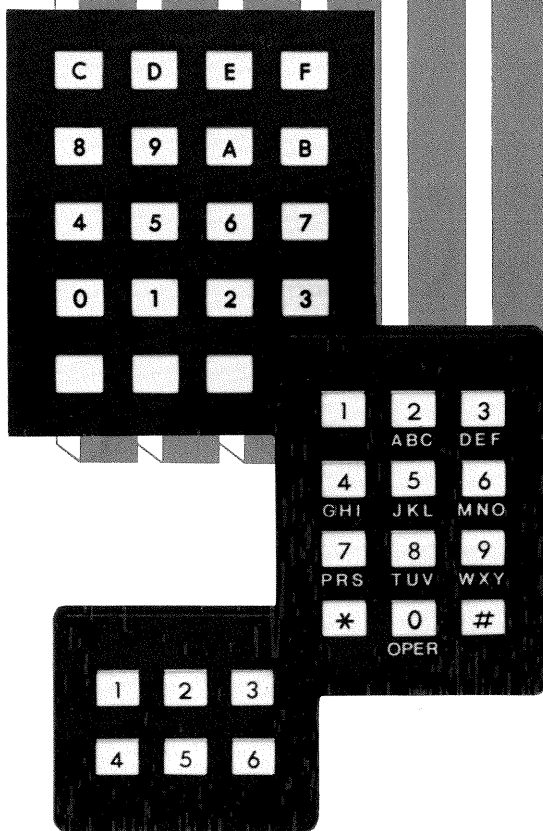 C D E F
8 9 A B
4 5 6 7
0 1 2 3
1 2 3
ABC DEF
4 5 6
GHI JKL MNO
7 8 9
PRS TUV WXY
* 0 #
OPER
1 2 3
4 5 6